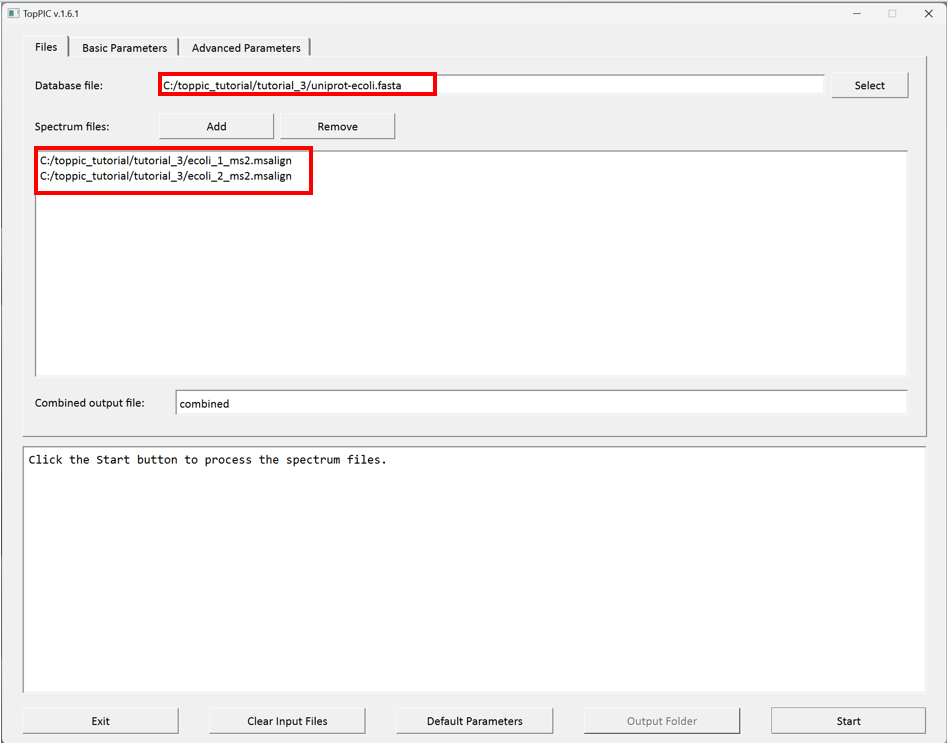 TopPIC v.1.6.1
Files Basic Parameters Advanced Parameters
Database file: C:/toppic_tutorial/tutorial_3/uniprot-ecoli.fasta Select
Spectrum files: Add Remove
C:/toppic_tutorial/tutorial_3/ecoli_1_ms2.msalign
C:/toppic_tutorial/tutorial_3/ecoli_2_ms2.msalign
Combined output file: combined
Click the Start button to process the spectrum files.
Exit Clear Input Files Default Parameters Output Folder Start